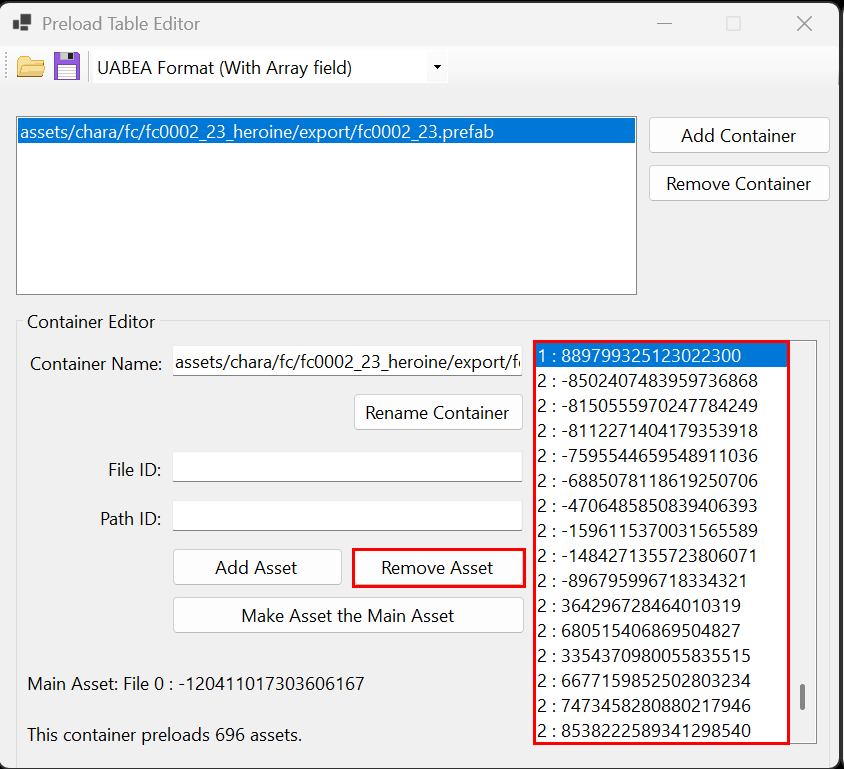 Preload Table Editor
UABEA Format (With Array field)
assets/chara/fc/fc0002_23_heroine/export/fc0002_23.prefab
Add Container
Remove Container
Container Editor
Container Name:
assets/chara/fc/fc0002_23_heroine/export/f
Rename Container
File ID:
Path ID:
Add Asset
Remove Asset
Make Asset the Main Asset
Main Asset: File 0 : -120411017303606167
This container preloads 696 assets.
1 : 889799325123022300
2 : -8502407483959736868
2 : -8150555970247784249
2 : -8112271404179353918
2 : -7595544659548911036
2 : -6885078118619250706
2 : -4706485850839406393
2 : -1596115370031565589
2 : -1484271355723806071
2 : -896795996718334321
2 : 364296728464010319
2 : 680515406869504827
2 : 3354370980055835515
2 : 6677159852502803234
2 : 7473458280880217946
2 : 8538222589341298540